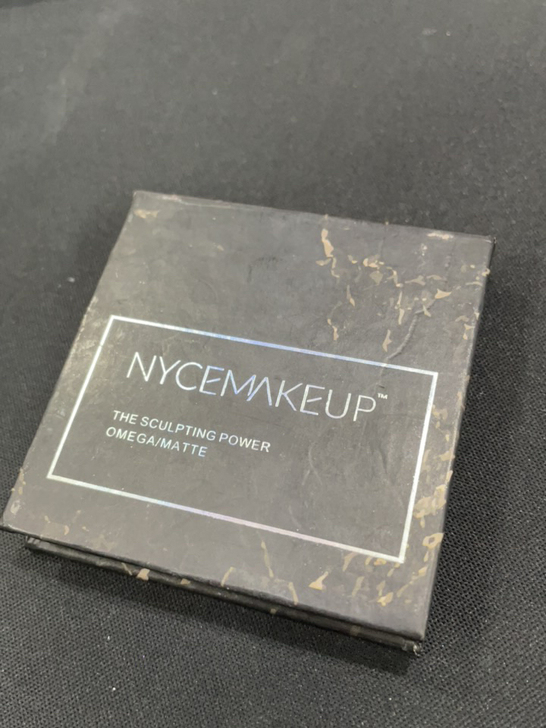 NYCEMAKEUP™
THE SCULPTING POWER
OMEGA/MATTE